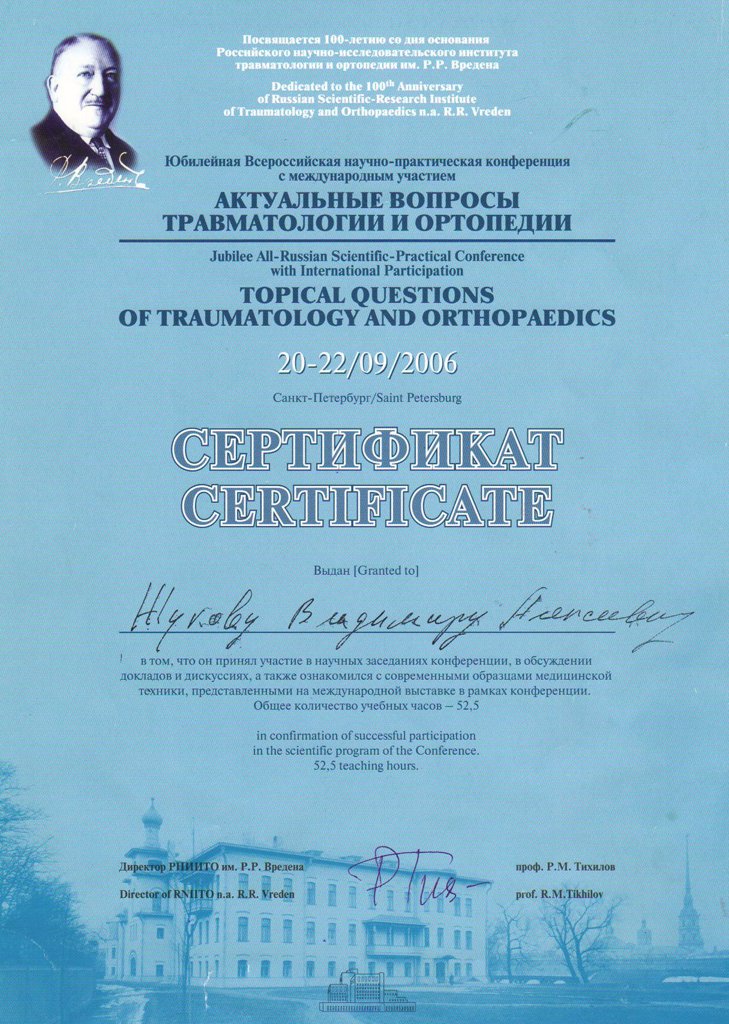 Посвящается 100-летию со дня основания
Российского научно-исследовательского института
травматологии и ортопедии им. Р.Р. Вредена
Dedicated to the 100th Anniversary
of Russian Scientific-Research Institute
of Traumatology and Orthopaedics n.a. R.R. Vreden
Р.Вреден
Юбилейная Всероссийская научно-практическая конференция
с международным участием
АКТУАЛЬНЫЕ ВОПРОСЫ
ТРАВМАТОЛОГИИ И ОРТОПЕДИИ
Jubilee All-Russian Scientific-Practical Conference
with International Participation
TOPICAL QUESTIONS
OF TRAUMATOLOGY AND ORTHOPAEDICS
20-22/09/2006
Санкт-Петербург/Saint Petersburg
СЕРТИФИКАТ
CERTIFICATE
Выдан [Granted to]
Жукову Владимиру Алексеевичу
в том, что он принял участие в научных заседаниях конференции, в обсуждении
докладов и дискуссиях, а также ознакомился с современными образцами медицинской
техники, представленными на международной выставке в рамках конференции.
Общее количество учебных часов – 52,5
in confirmation of successful participation
in the scientific program of the Conference.
52,5 teaching hours.
Директор РНИИТО им. Р.Р. Вредена проф. Р.М. Тихилов
Director of RNIITO n.a. R.R. Vreden prof. R.M.Tikhilov